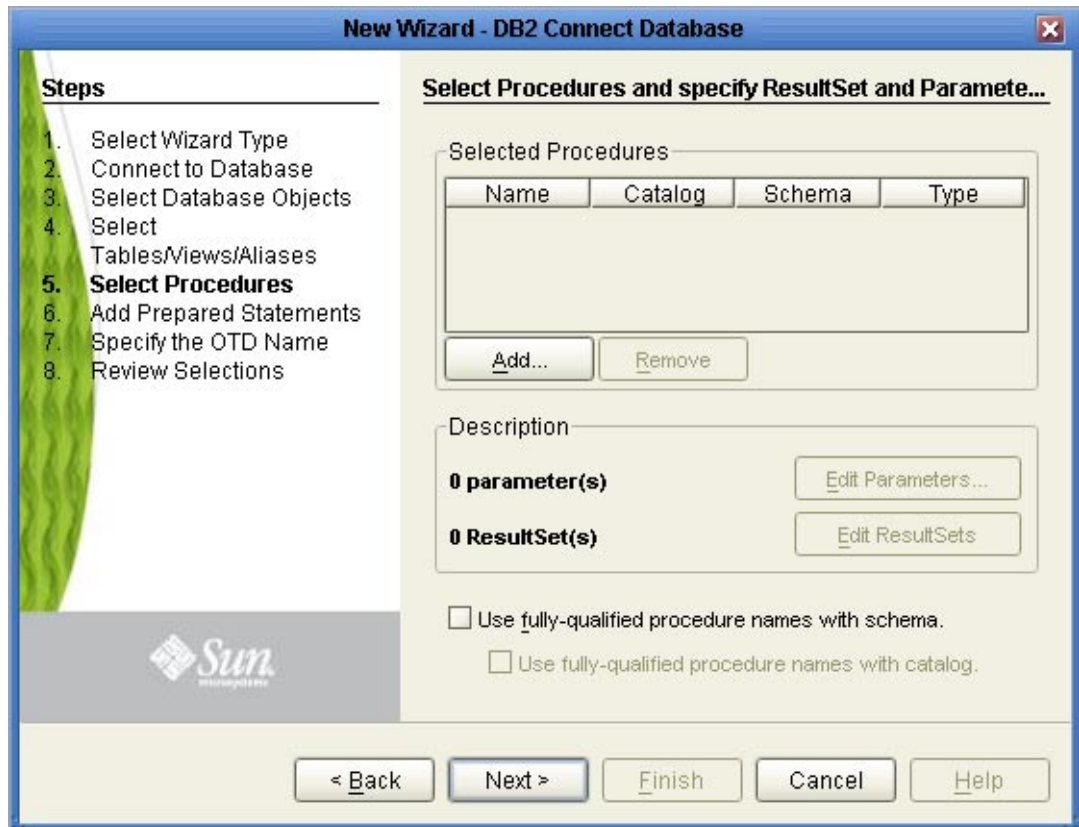 New Wizard - DB2 Connect Database
Steps
1. Select Wizard Type
2. Connect to Database
3. Select Database Objects
4. Select
Tables/Views/Aliases
5. Select Procedures
6. Add Prepared Statements
7. Specify the OTD Name
8. Review Selections
Sun
microsystems
Select Procedures and specify ResultSet and Paramete...
Selected Procedures
Name Catalog Schema Type
Add... Remove
Description
0 parameter(s) Edit Parameters...
0 ResultSet(s) Edit ResultSets
Use fully-qualified procedure names with schema.
Use fully-qualified procedure names with catalog.
< Back Next > Finish Cancel Help